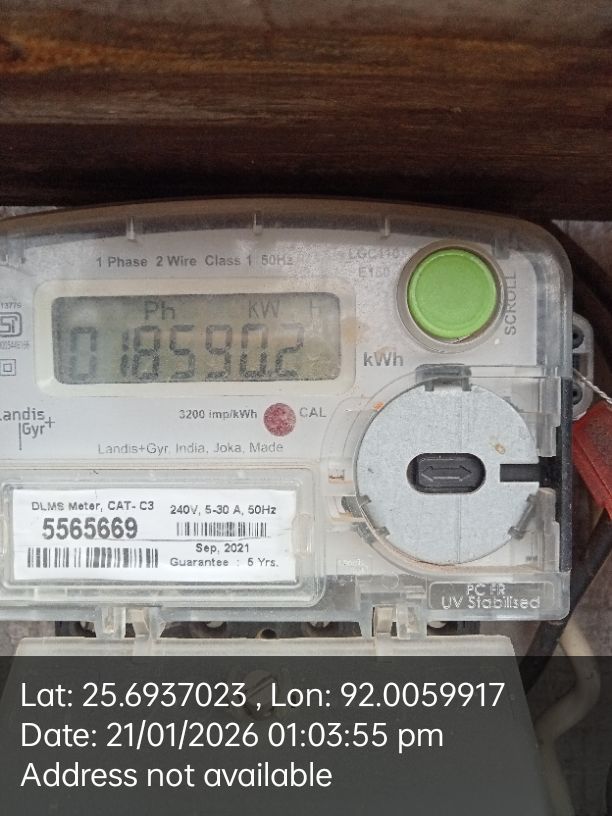 1 Phase 2 Wire Class 1 50Hz
E150
SCROLL
Ph kW H
018590.2
kWh
Landis
Gyr+
3200 imp/kWh
CAL
Landis+Gyr, India, Joka, Made
DLMS Meter, CAT- C3
5565669
240V, 5-30 A, 50Hz
Sep, 2021
Guarantee : 5 Yrs.
PC FR
UV Stabilised
Lat: 25.6937023 , Lon: 92.0059917
Date: 21/01/2026 01:03:55 pm
Address not available